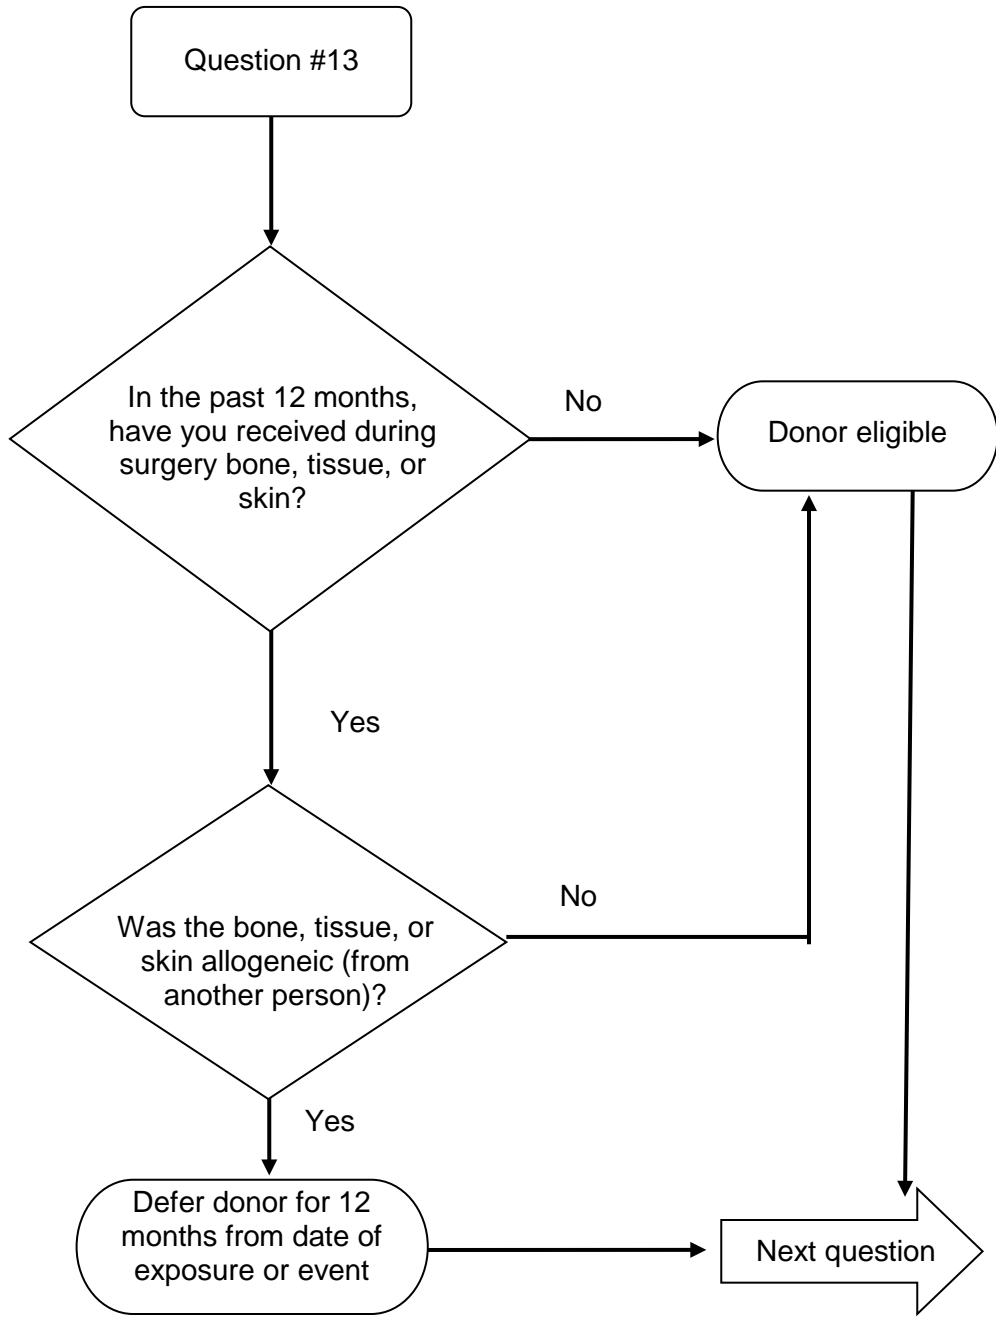 Question #13
In the past 12 months,
have you received during
surgery bone, tissue, or
skin?
No
Donor eligible
Yes
Was the bone, tissue, or
skin allogeneic (from
another person)?
No
Yes
Defer donor for 12
months from date of
exposure or event
Next question